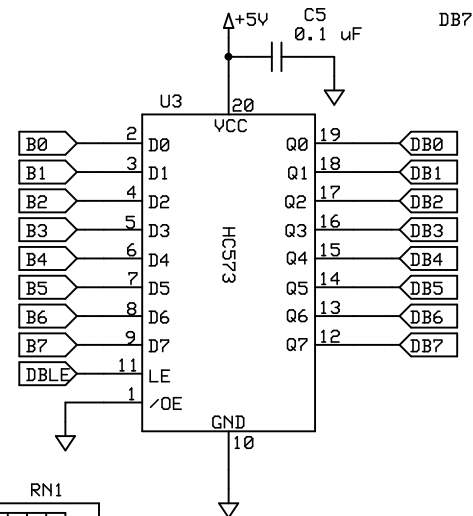 +5V
C5
0.1 uF
DB7
U3
20
VCC
B0 2 D0 Q0 19 DB0
B1 3 D1 Q1 18 DB1
B2 4 D2 Q2 17 DB2
B3 5 D3 Q3 16 DB3
B4 6 D4 Q4 15 DB4
B5 7 D5 Q5 14 DB5
B6 8 D6 Q6 13 DB6
B7 9 D7 Q7 12 DB7
HC573
DBLE 11 LE
1 /OE
GND
10
RN1